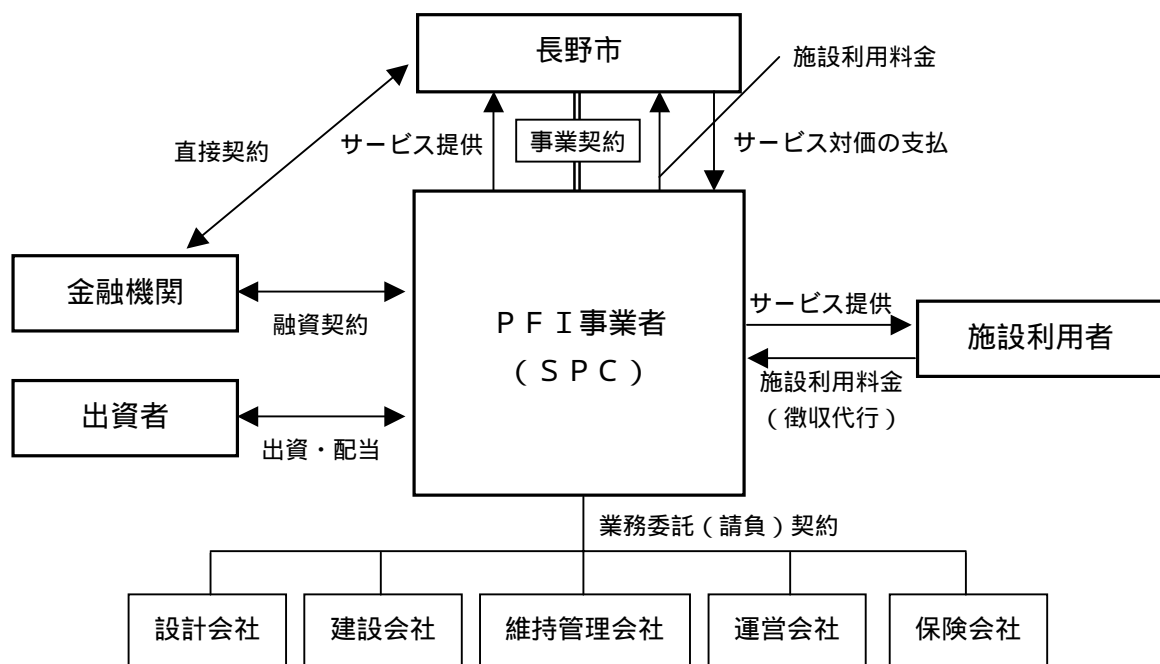 長野市
施設利用料金
直接契約
サービス提供
事業契約
サービス対価の支払
金融機関
融資契約
PFI事業者
(SPC)
サービス提供
施設利用者
施設利用料金
(徴収代行)
出資者
出資・配当
業務委託(請負)契約
設計会社
建設会社
維持管理会社
運営会社
保険会社